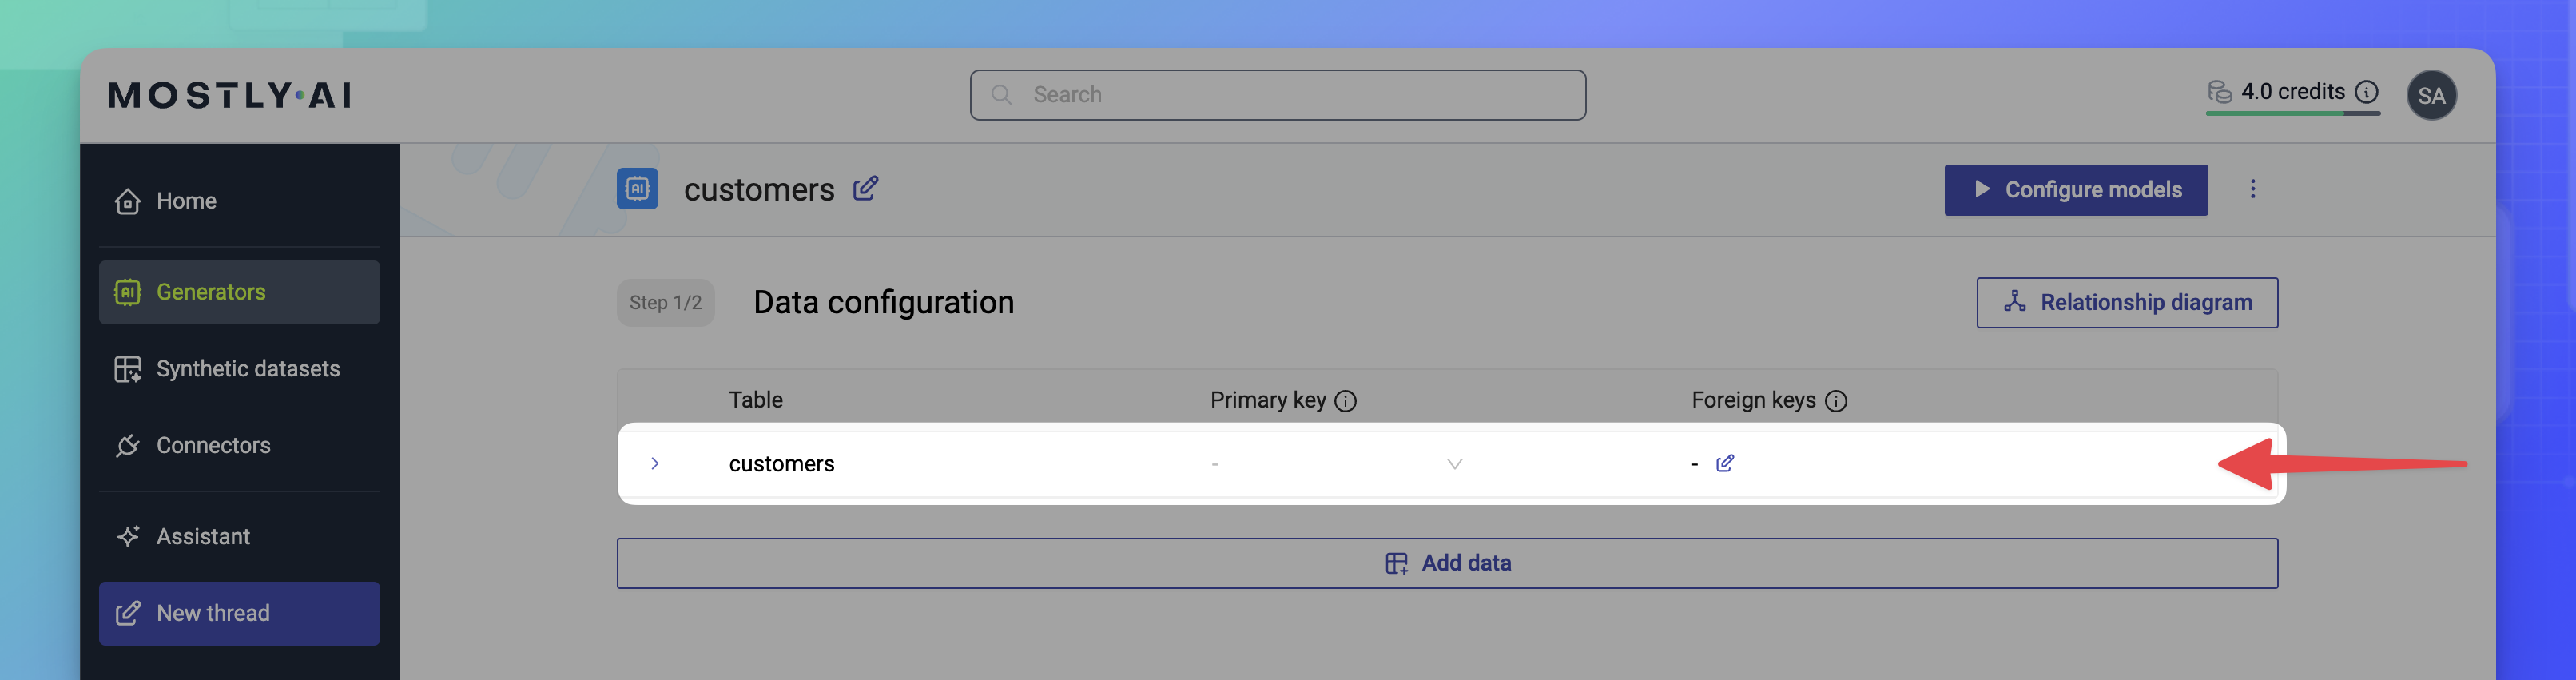 MOSTLY·AI
Search
4.0 credits
SA
Home
Generators
Synthetic datasets
Connectors
Assistant
New thread
customers
Configure models
Step 1/2
Data configuration
Relationship diagram
Table Primary key Foreign keys
customers - -
Add data